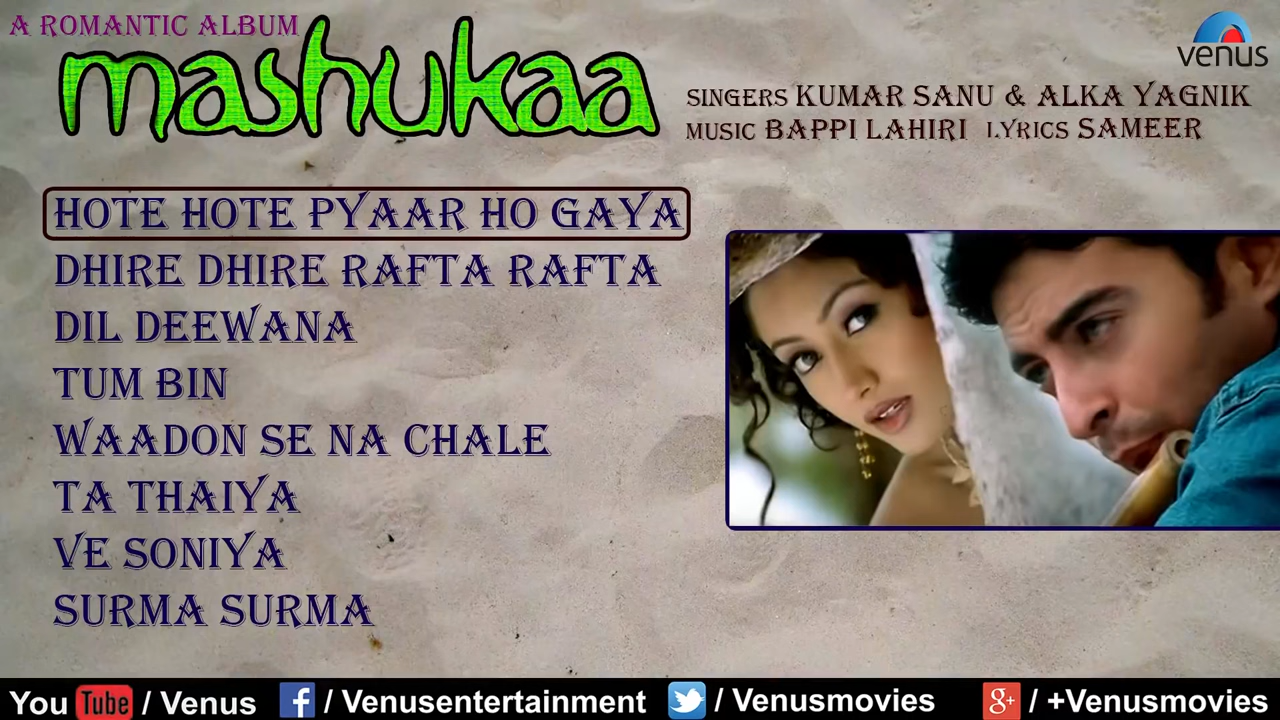 A ROMANTIC ALBUM
mashukaa
venus
SINGERS KUMAR SANU & ALKA YAGNIK
MUSIC BAPPI LAHIRI LYRICS SAMEER
HOTE HOTE PYAAR HO GAYA
DHIRE DHIRE RAFTA RAFTA
DIL DEEWANA
TUM BIN
WAADON SE NA CHALE
TA THAIYA
VE SONIYA
SURMA SURMA
You Tube / Venus f / Venusentertainment / Venusmovies g+ / +Venusmovies